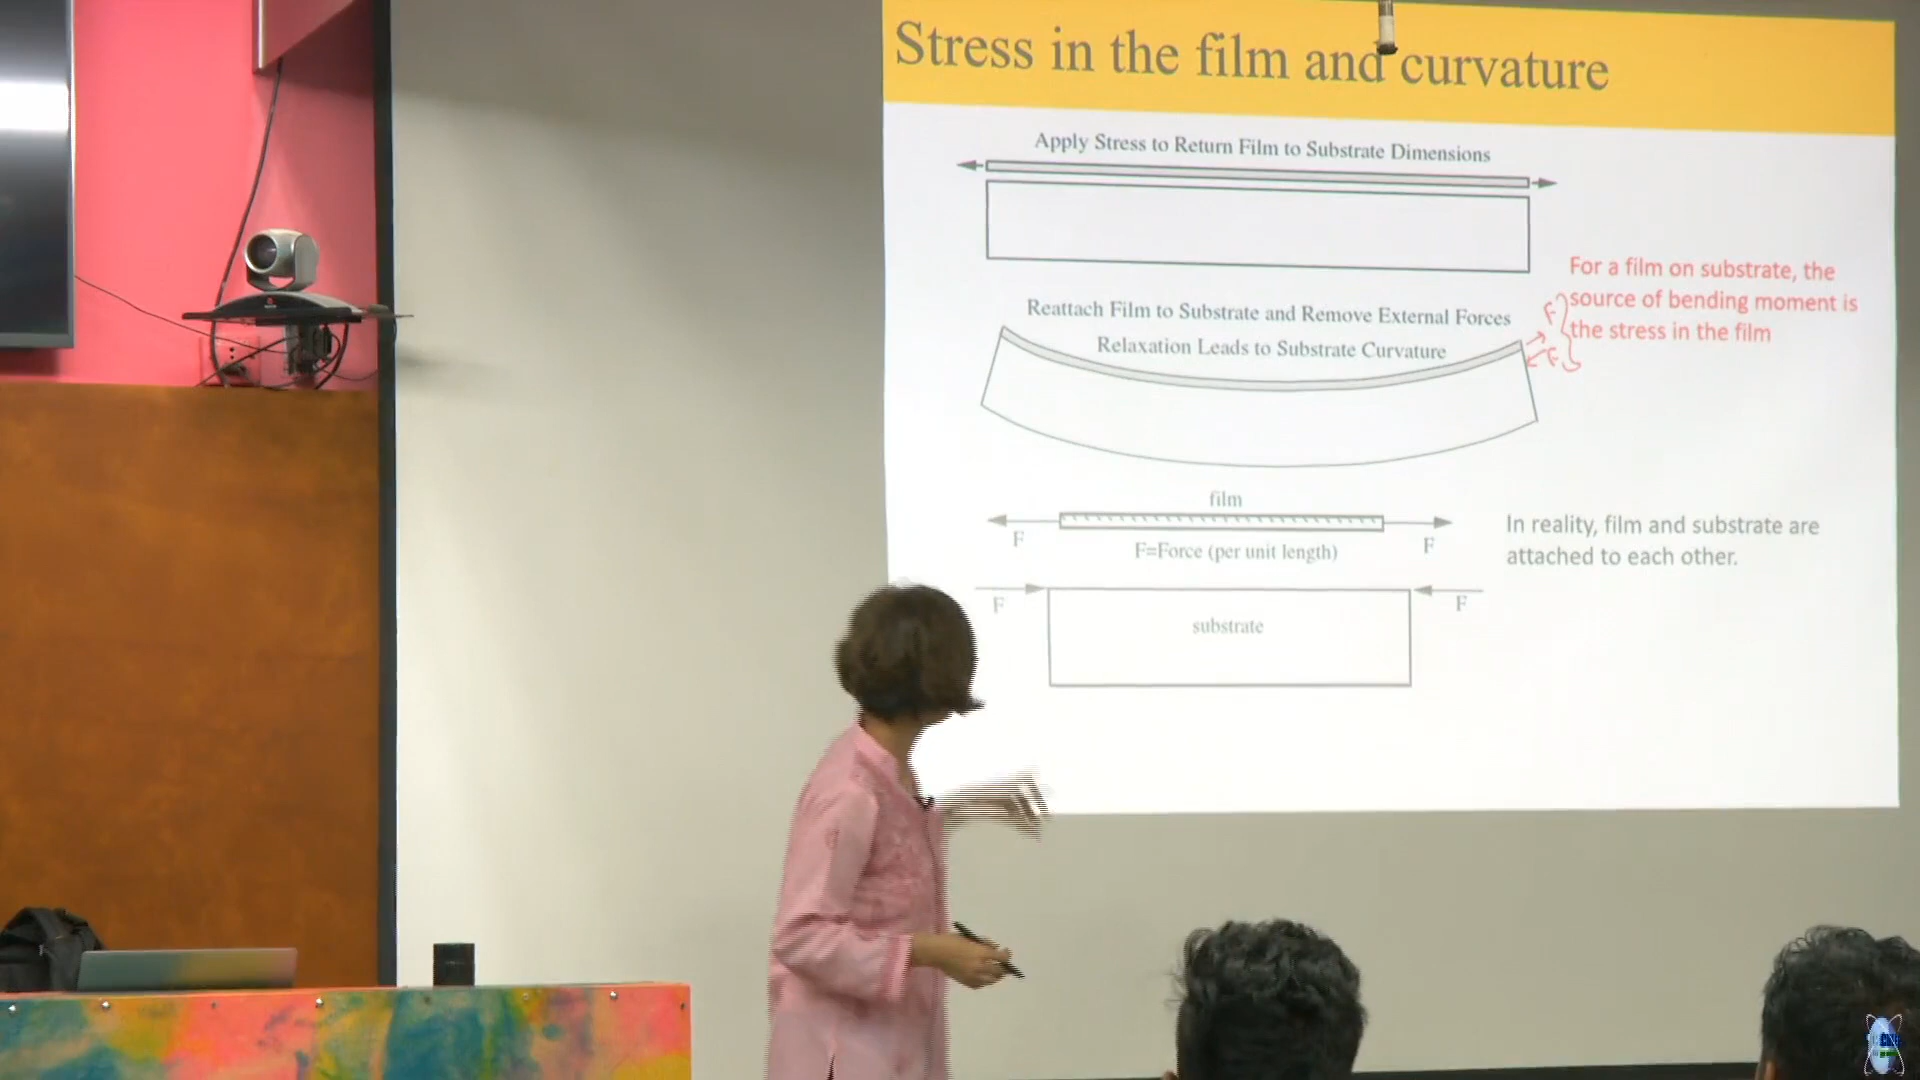 Stress in the film and curvature
Apply Stress to Return Film to Substrate Dimensions
For a film on substrate, the
source of bending moment is
the stress in the film
Reattach Film to Substrate and Remove External Forces
Relaxation Leads to Substrate Curvature
F
F
film
F
F
F=Force (per unit length)
In reality, film and substrate are
attached to each other.
F
F
substrate